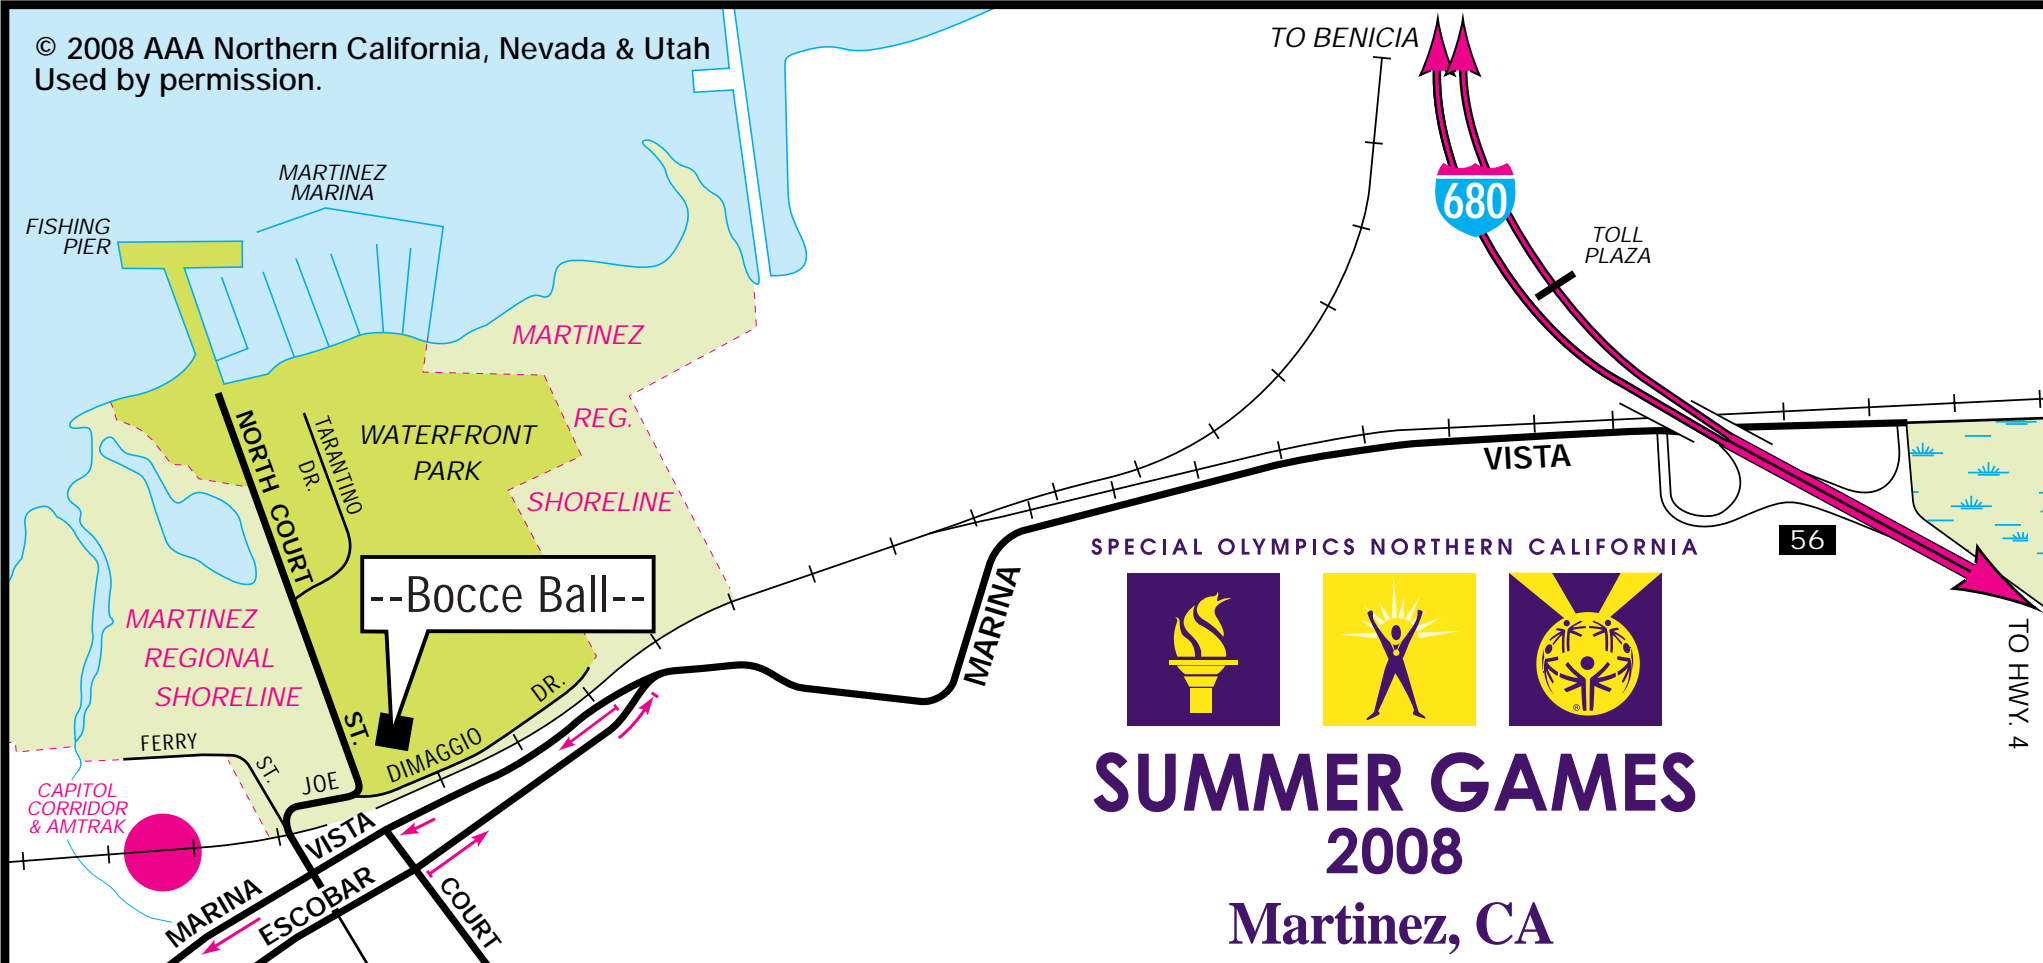 © 2008 AAA Northern California, Nevada & Utah
Used by permission.
TO BENICIA
MARTINEZ
MARINA
FISHING
PIER
680
TOLL
PLAZA
MARTINEZ
REG.
SHORELINE
NORTH COURT
ST.
TARANTINO
DR.
WATERFRONT
PARK
VISTA
MARINA
56
--Bocce Ball--
MARTINEZ
REGIONAL
SHORELINE
FERRY
ST.
JOE
DIMAGGIO
DR.
CAPITOL
CORRIDOR
& AMTRAK
VISTA
MARINA
ESCOBAR
COURT
TO HWY. 4
SPECIAL OLYMPICS NORTHERN CALIFORNIA
®
SUMMER GAMES
2008
Martinez, CA